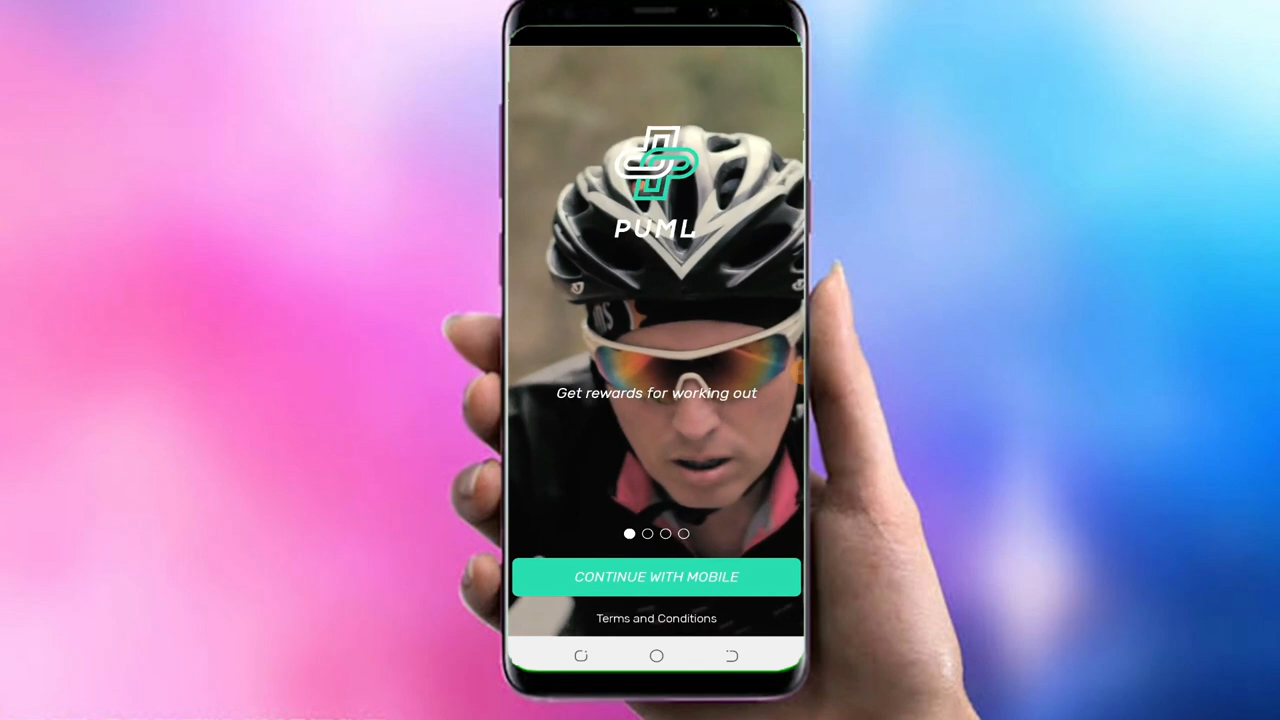 PUML
Get rewards for working out
CONTINUE WITH MOBILE
Terms and Conditions